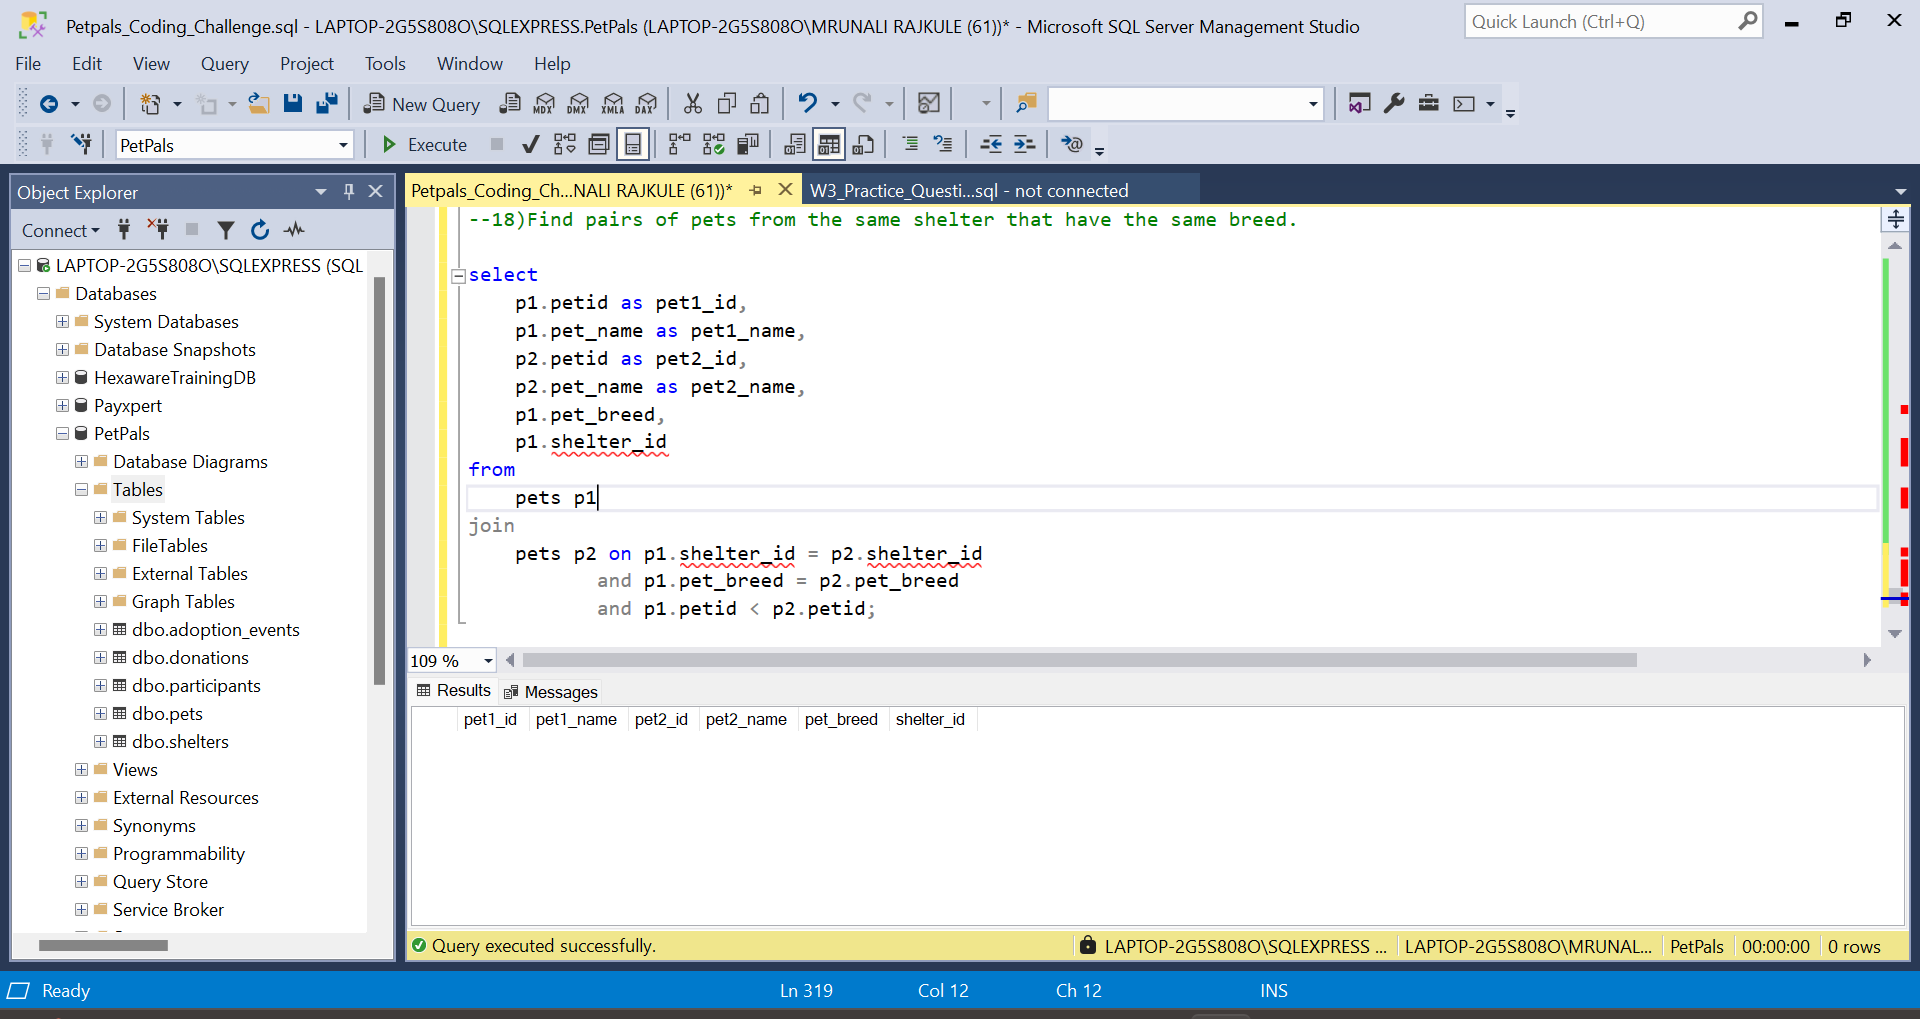 Petpals_Coding_Challenge.sql - LAPTOP-2G5S808O\SQLEXPRESS.PetPals (LAPTOP-2G5S808O\MRUNALI RAJKULE (61))* - Microsoft SQL Server Management Studio
Quick Launch (Ctrl+Q)
File Edit View Query Project Tools Window Help
New Query MDX DMX XMLA DAX
PetPals Execute
Object Explorer
Connect
LAPTOP-2G5S808O\SQLEXPRESS (SQL
Databases
System Databases
Database Snapshots
HexawareTrainingDB
Payxpert
PetPals
Database Diagrams
Tables
System Tables
FileTables
External Tables
Graph Tables
dbo.adoption_events
dbo.donations
dbo.participants
dbo.pets
dbo.shelters
Views
External Resources
Synonyms
Programmability
Query Store
Service Broker
Petpals_Coding_Ch...NALI RAJKULE (61))* W3_Practice_Questi...sql - not connected
--18)Find pairs of pets from the same shelter that have the same breed.
select
p1.petid as pet1_id,
p1.pet_name as pet1_name,
p2.petid as pet2_id,
p2.pet_name as pet2_name,
p1.pet_breed,
p1.shelter_id
from
pets p1
join
pets p2 on p1.shelter_id = p2.shelter_id
and p1.pet_breed = p2.pet_breed
and p1.petid < p2.petid;
109 %
Results Messages
pet1_id pet1_name pet2_id pet2_name pet_breed shelter_id
Query executed successfully. LAPTOP-2G5S808O\SQLEXPRESS ... LAPTOP-2G5S808O\MRUNAL... PetPals 00:00:00 0 rows
Ready Ln 319 Col 12 Ch 12 INS